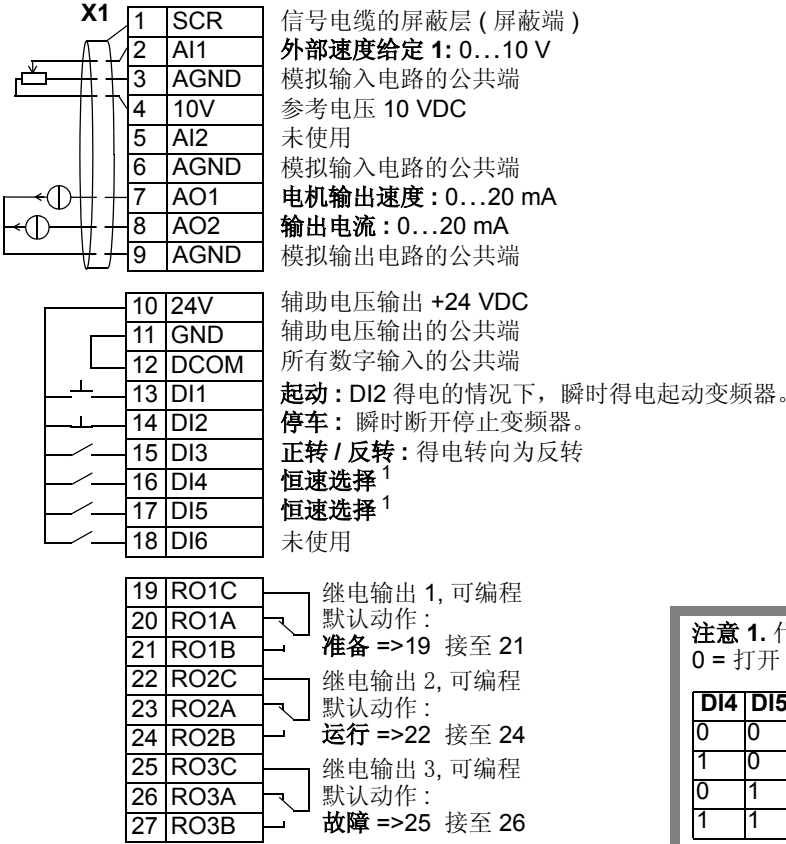 X1
1 SCR 信号电缆的屏蔽层 ( 屏蔽端 )
2 AI1 外部速度给定 1: 0…10 V
3 AGND 模拟输入电路的公共端
4 10V 参考电压 10 VDC
5 AI2 未使用
6 AGND 模拟输入电路的公共端
7 AO1 电机输出速度 : 0…20 mA
8 AO2 输出电流 : 0…20 mA
9 AGND 模拟输出电路的公共端
10 24V 辅助电压输出 +24 VDC
11 GND 辅助电压输出的公共端
12 DCOM 所有数字输入的公共端
13 DI1 起动 : DI2 得电的情况下，瞬时得电起动变频器。
14 DI2 停车 : 瞬时断开停止变频器。
15 DI3 正转 / 反转 : 得电转向为反转
16 DI4 恒速选择 1
17 DI5 恒速选择 1
18 DI6 未使用
19 RO1C 继电输出 1, 可编程
20 RO1A 默认动作 :
21 RO1B 准备 =>19 接至 21
22 RO2C 继电输出 2, 可编程
23 RO2A 默认动作 :
24 RO2B 运行 =>22 接至 24
25 RO3C 继电输出 3, 可编程
26 RO3A 默认动作 :
27 RO3B 故障 =>25 接至 26
注意 1.
0 = 打开
DI4 DI5
0 0
1 0
0 1
1 1